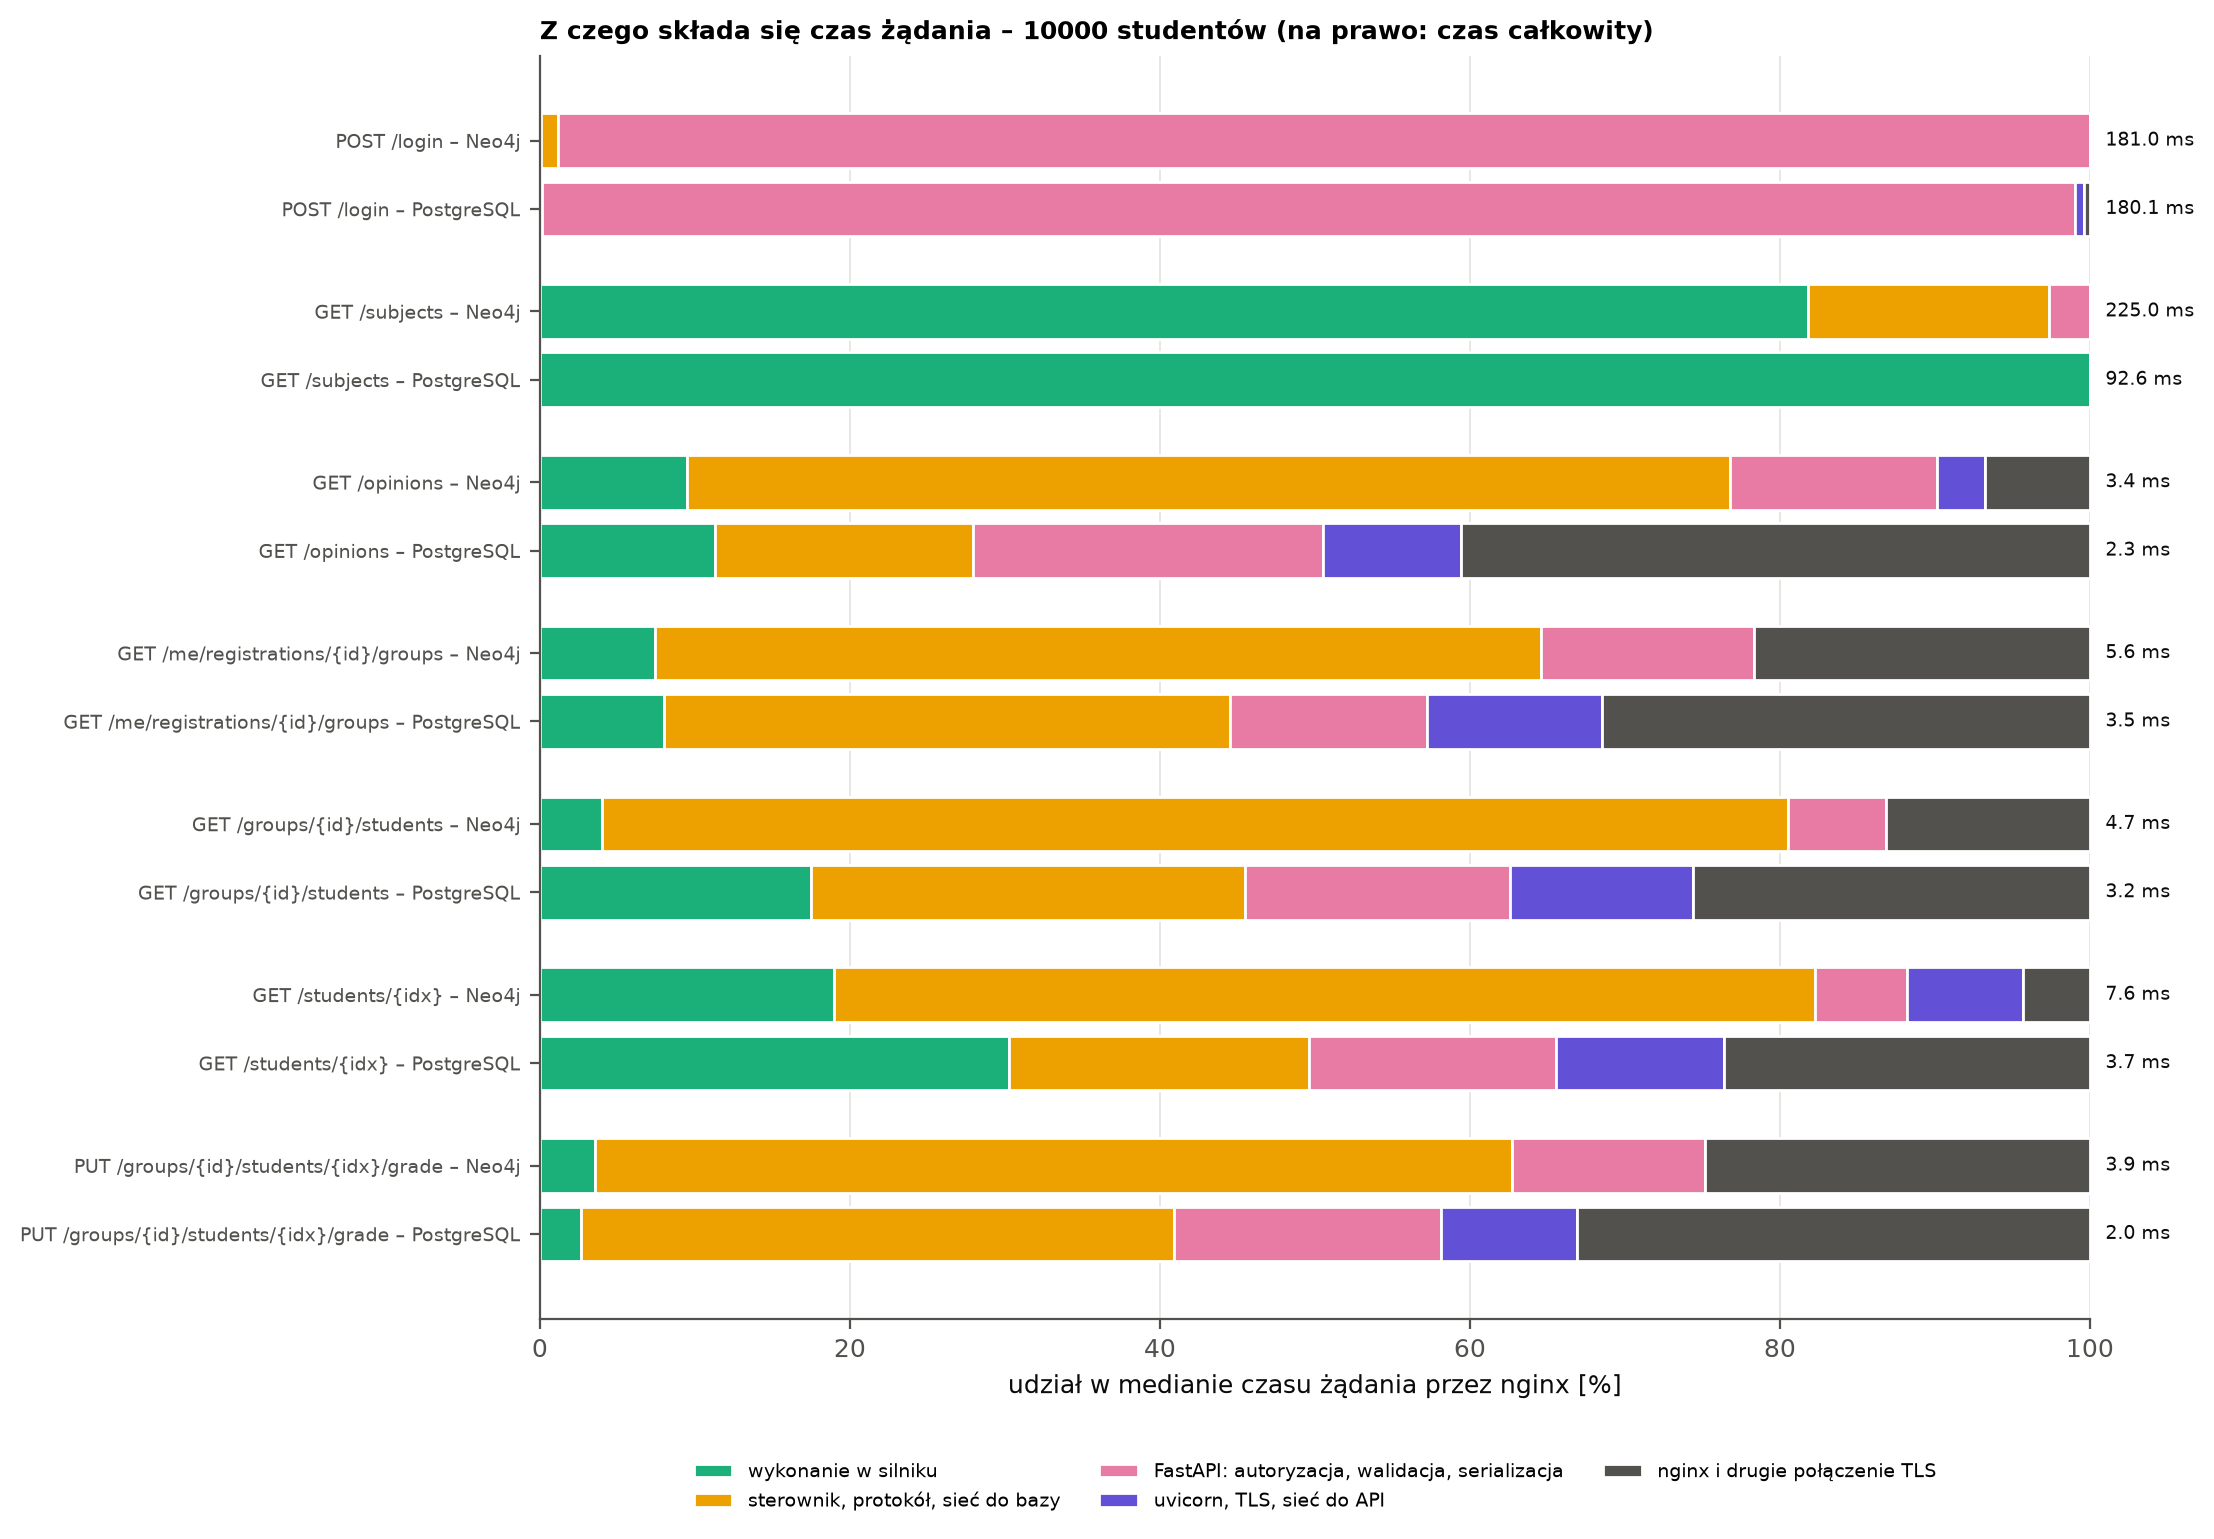 Z czego składa się czas żądania – 10000 studentów (na prawo: czas całkowity)
POST /login – Neo4j 181.0 ms
POST /login – PostgreSQL 180.1 ms
GET /subjects – Neo4j 225.0 ms
GET /subjects – PostgreSQL 92.6 ms
GET /opinions – Neo4j 3.4 ms
GET /opinions – PostgreSQL 2.3 ms
GET /me/registrations/{id}/groups – Neo4j 5.6 ms
GET /me/registrations/{id}/groups – PostgreSQL 3.5 ms
GET /groups/{id}/students – Neo4j 4.7 ms
GET /groups/{id}/students – PostgreSQL 3.2 ms
GET /students/{idx} – Neo4j 7.6 ms
GET /students/{idx} – PostgreSQL 3.7 ms
PUT /groups/{id}/students/{idx}/grade – Neo4j 3.9 ms
PUT /groups/{id}/students/{idx}/grade – PostgreSQL 2.0 ms
0 20 40 60 80 100
udział w medianie czasu żądania przez nginx [%]
wykonanie w silniku FastAPI: autoryzacja, walidacja, serializacja nginx i drugie połączenie TLS
sterownik, protokół, sieć do bazy uvicorn, TLS, sieć do API